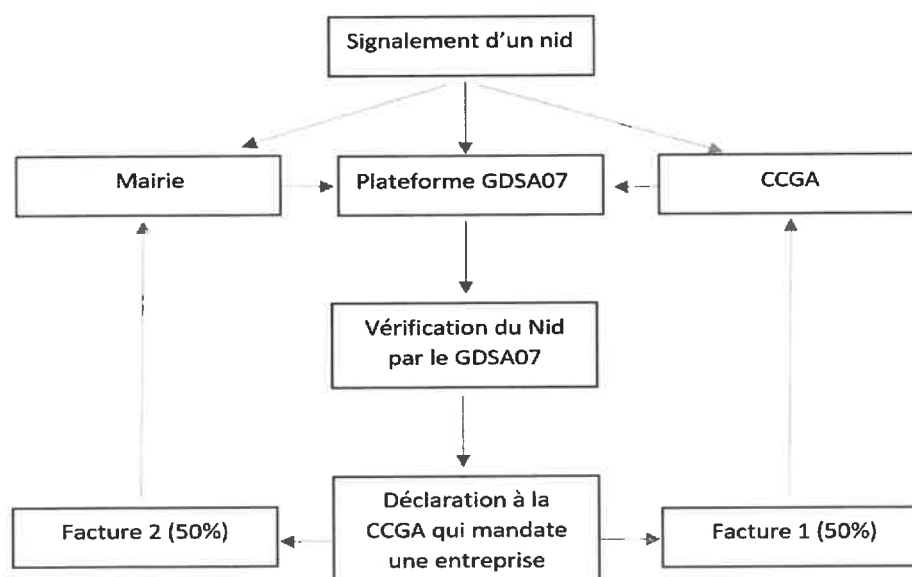 Signalement d'un nid
Mairie
Plateforme GDSA07
CCGA
Vérification du Nid
par le GDSA07
Facture 2 (50%)
Déclaration à la
CCGA qui mandate
une entreprise
Facture 1 (50%)